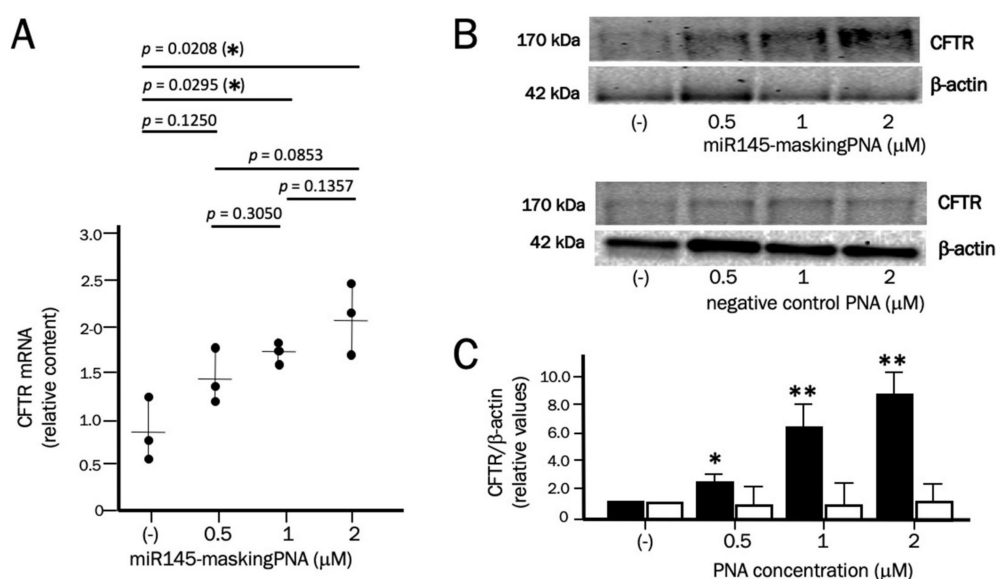 A
p = 0.0208 (*)
p = 0.0295 (*)
p = 0.1250
p = 0.0853
p = 0.1357
p = 0.3050
CFTR mRNA
(relative content)
3.0
2.5
2-0
1.5
1.0
0.5
0
(-) 0.5 1 2
miR145-maskingPNA (μM)
B
170 kDa CFTR
42 kDa β-actin
(-) 0.5 1 2
miR145-maskingPNA (μM)
170 kDa CFTR
42 kDa β-actin
(-) 0.5 1 2
negative control PNA (μM)
C
CFTR/β-actin
(relative values)
10.0
8.0
6.0
4.0
2.0
0
*
**
**
(-) 0.5 1 2
PNA concentration (μM)